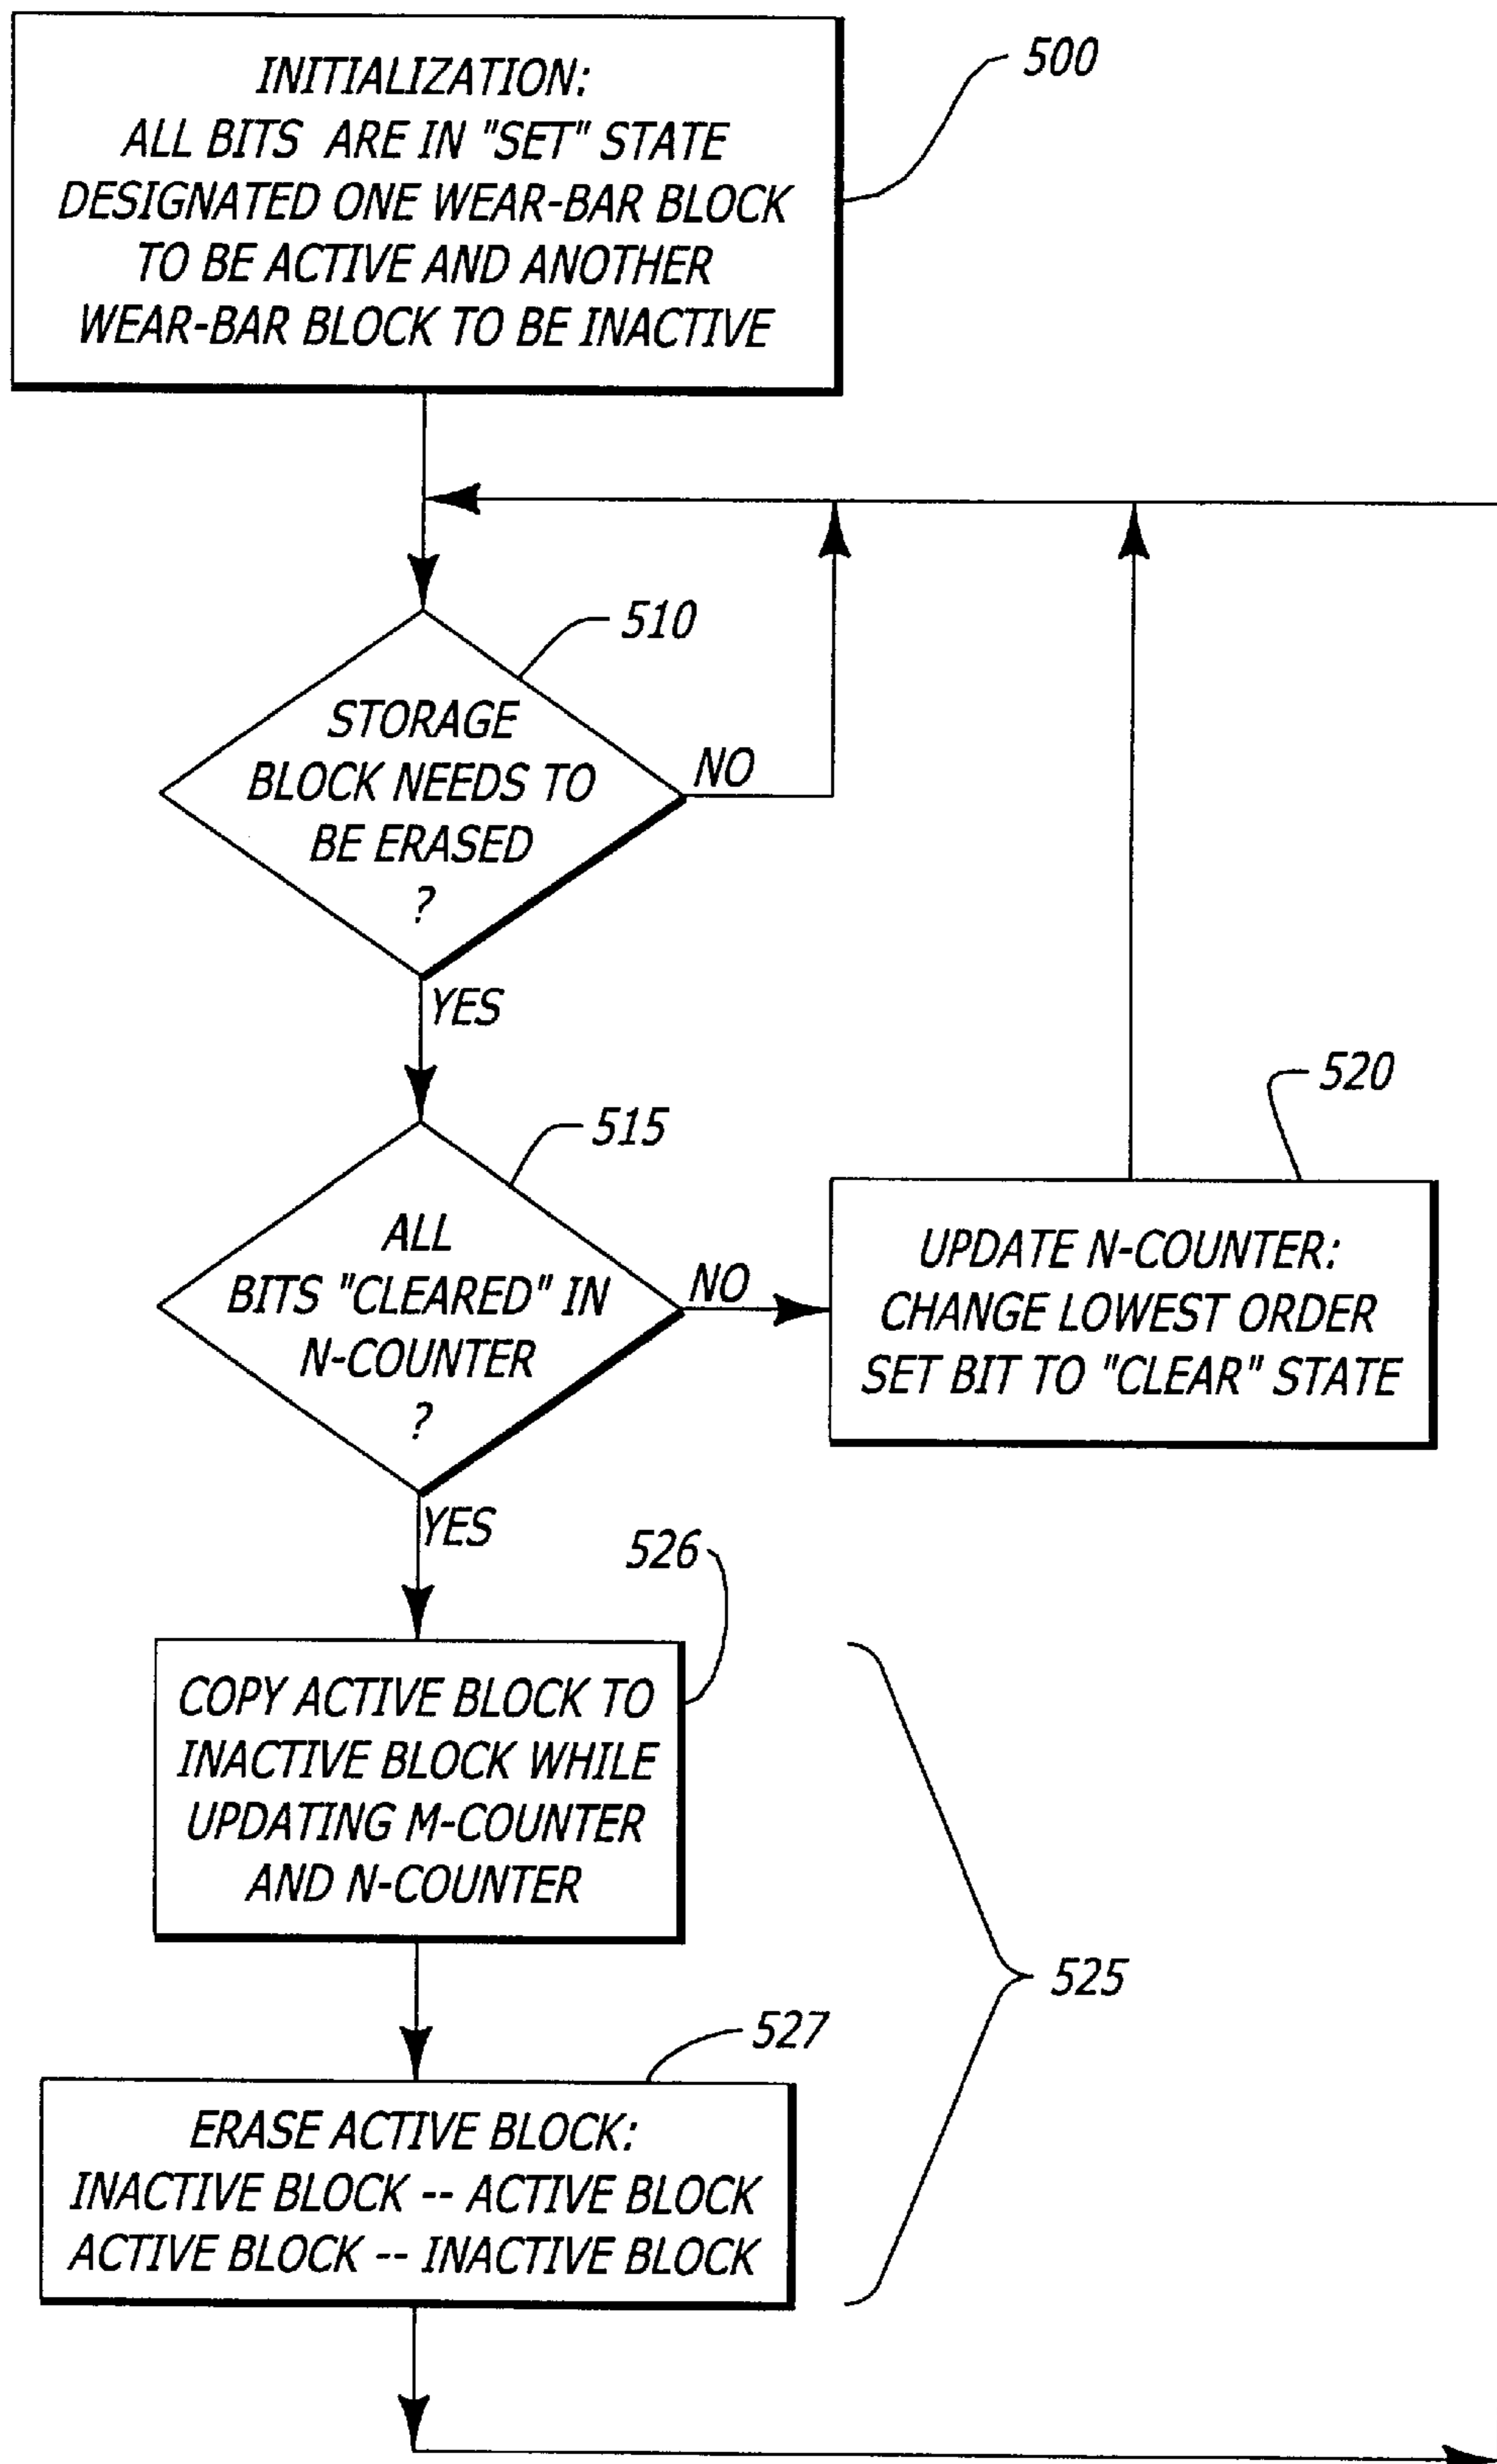 INITIALIZATION:
ALL BITS ARE IN "SET" STATE
DESIGNATED ONE WEAR-BAR BLOCK
TO BE ACTIVE AND ANOTHER
WEAR-BAR BLOCK TO BE INACTIVE
500
510
STORAGE
BLOCK NEEDS TO
BE ERASED
?
NO
YES
515
ALL
BITS "CLEARED" IN
N-COUNTER
?
NO
YES
520
UPDATE N-COUNTER:
CHANGE LOWEST ORDER
SET BIT TO "CLEAR" STATE
526
COPY ACTIVE BLOCK TO
INACTIVE BLOCK WHILE
UPDATING M-COUNTER
AND N-COUNTER
525
527
ERASE ACTIVE BLOCK:
INACTIVE BLOCK -- ACTIVE BLOCK
ACTIVE BLOCK -- INACTIVE BLOCK